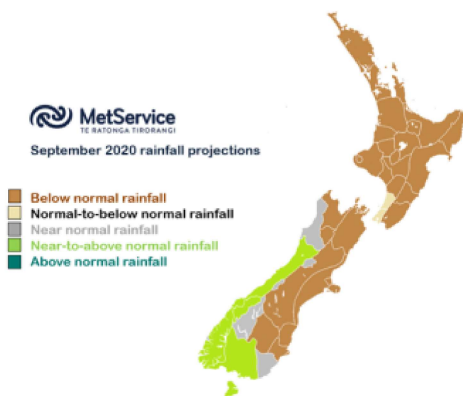 MetService
TE RATONGA TIRORANGI
September 2020 rainfall projections
Below normal rainfall
Normal-to-below normal rainfall
Near normal rainfall
Near-to-above normal rainfall
Above normal rainfall